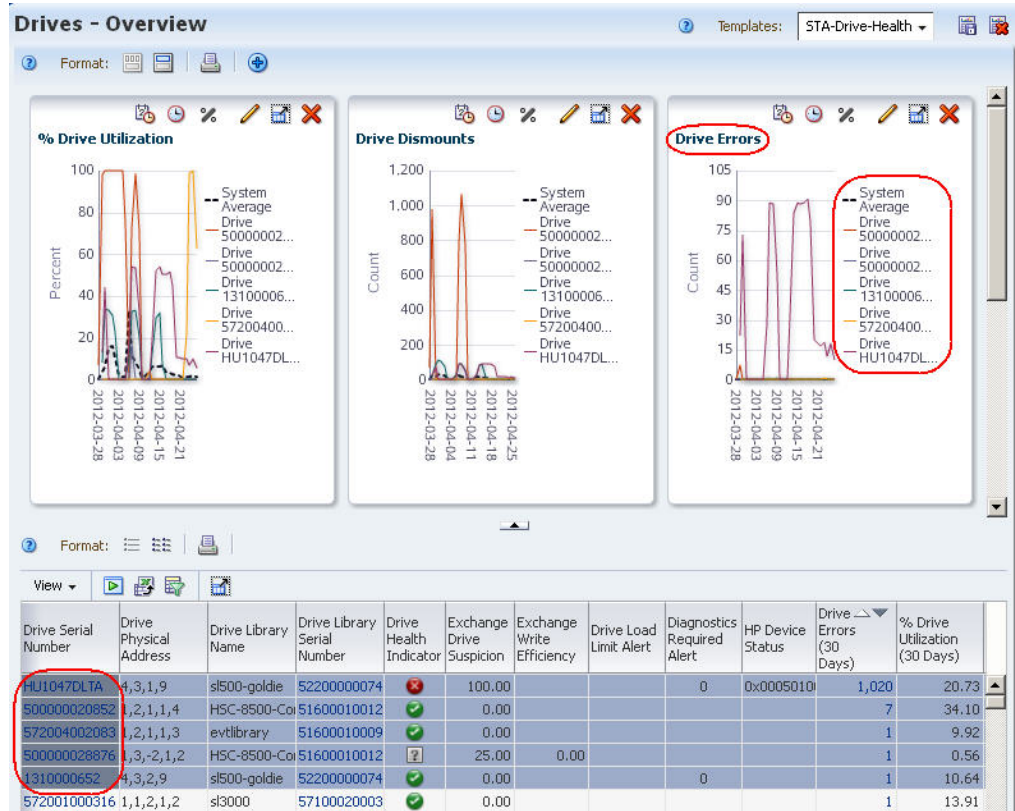 Drives - Overview
Templates: STA-Drive-Health
Format:
% Drive Utilization
100
80
60
40
20
0
Percent
2012-03-28
2012-04-03
2012-04-09
2012-04-15
2012-04-21
System
Average
Drive
50000002...
Drive
50000002...
Drive
13100006...
Drive
57200400...
Drive
HU1047DL...
Drive Dismounts
1,200
1,000
800
600
400
200
0
Count
2012-03-28
2012-04-04
2012-04-11
2012-04-18
2012-04-25
System
Average
Drive
50000002...
Drive
50000002...
Drive
13100006...
Drive
57200400...
Drive
HU1047DL...
Drive Errors
105
90
75
60
45
30
15
0
Count
2012-03-28
2012-04-03
2012-04-09
2012-04-15
2012-04-21
System
Average
Drive
50000002...
Drive
50000002...
Drive
13100006...
Drive
57200400...
Drive
HU1047DL...
Format:
View
Drive Serial Number
Drive Physical Address
Drive Library Name
Drive Library Serial Number
Drive Health Indicator
Exchange Drive Suspicion
Exchange Write Efficiency
Drive Load Limit Alert
Diagnostics Required Alert
HP Device Status
Drive Errors (30 Days)
% Drive Utilization (30 Days)
HU1047DLTA 4,3,1,9 sl500-goldie 52200000074 100.00 0 0x0005010 1,020 20.73
500000020852 1,2,1,1,4 HSC-8500-Co 51600010012 0.00 7 34.10
572004002083 1,2,1,1,3 evtlibrary 51600010009 0.00 1 9.92
500000028876 1,3,-2,1,2 HSC-8500-Co 51600010012 ? 25.00 0.00 1 0.56
1310000652 4,3,2,9 sl500-goldie 52200000074 0.00 0 1 10.64
572001000316 1,1,2,1,2 sl3000 57100020003 0.00 1 13.91